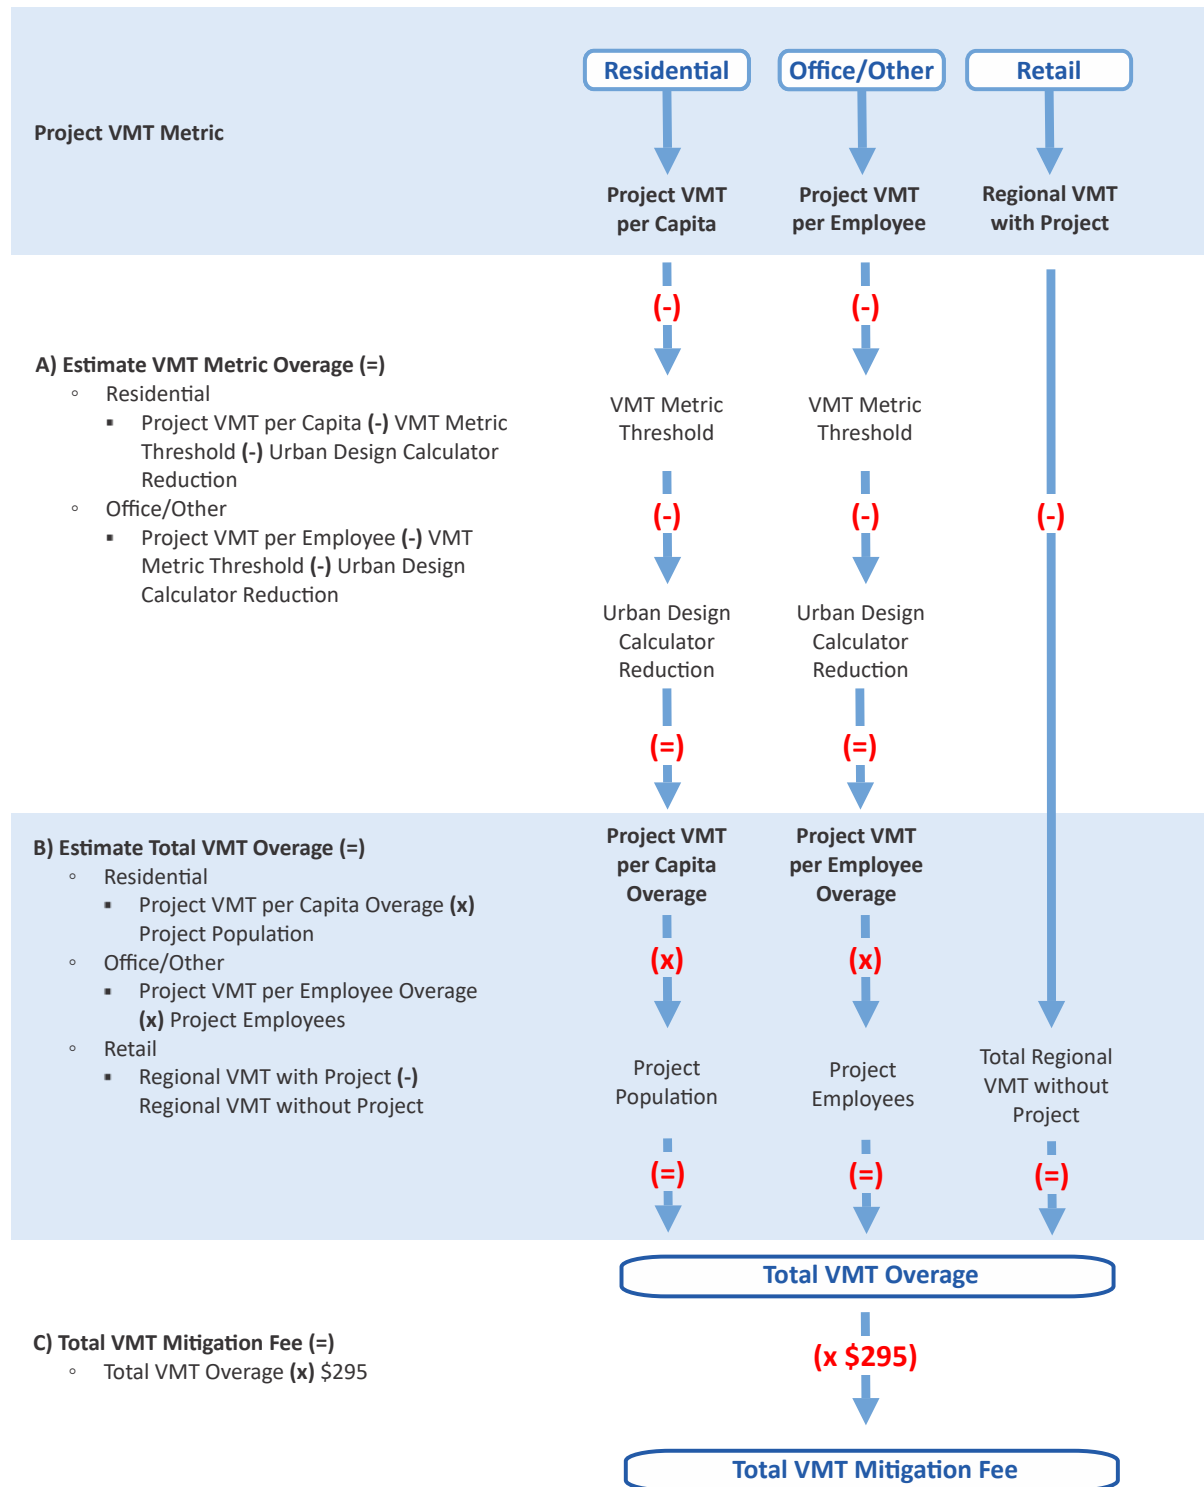 Residential
Office/Other
Retail
Project VMT Metric
Project VMT
per Capita
Project VMT
per Employee
Regional VMT
with Project
(-)
(-)
A) Estimate VMT Metric Overage (=)
◦ Residential
▪ Project VMT per Capita (-) VMT Metric
Threshold (-) Urban Design Calculator
Reduction
◦ Office/Other
▪ Project VMT per Employee (-) VMT
Metric Threshold (-) Urban Design
Calculator Reduction
VMT Metric
Threshold
VMT Metric
Threshold
(-)
(-)
(-)
Urban Design
Calculator
Reduction
Urban Design
Calculator
Reduction
(=)
(=)
B) Estimate Total VMT Overage (=)
◦ Residential
▪ Project VMT per Capita Overage (x)
Project Population
◦ Office/Other
▪ Project VMT per Employee Overage
(x) Project Employees
◦ Retail
▪ Regional VMT with Project (-)
Regional VMT without Project
Project VMT
per Capita
Overage
Project VMT
per Employee
Overage
(x)
(x)
Project
Population
Project
Employees
Total Regional
VMT without
Project
(=)
(=)
(=)
Total VMT Overage
C) Total VMT Mitigation Fee (=)
◦ Total VMT Overage (x) $295
(x $295)
Total VMT Mitigation Fee